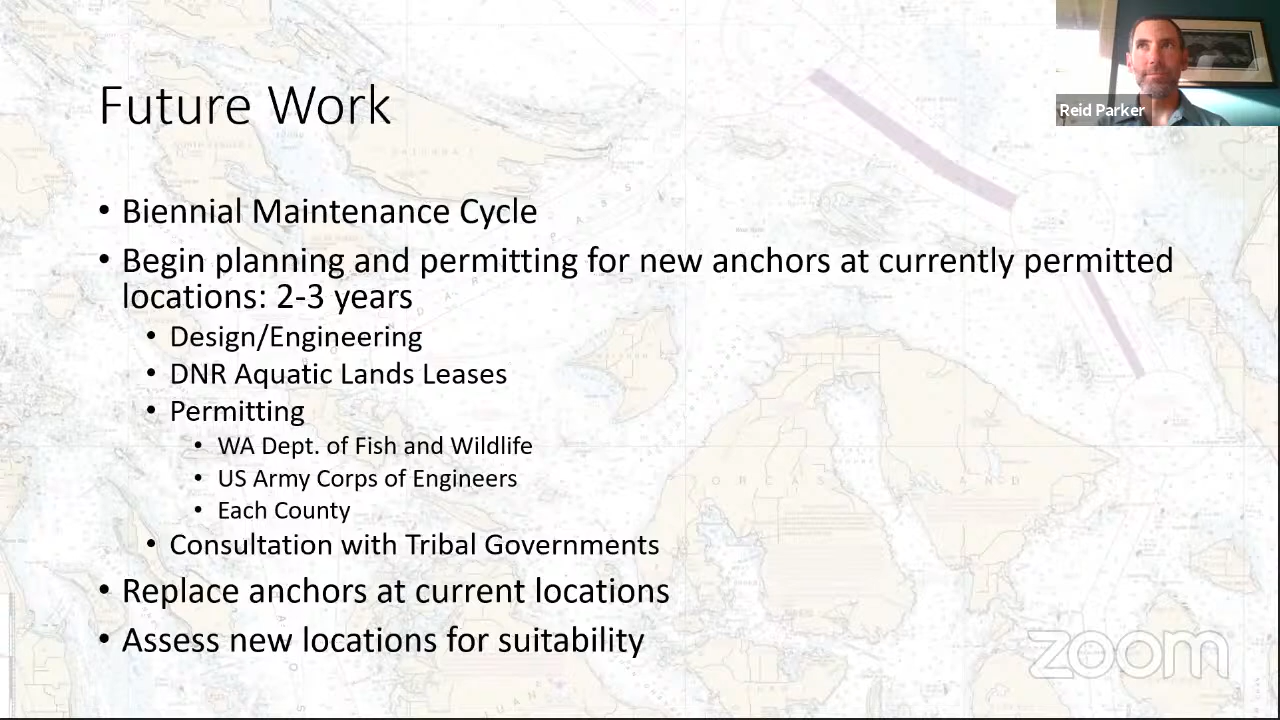 Future Work
Reid Parker
• Biennial Maintenance Cycle
• Begin planning and permitting for new anchors at currently permitted
locations: 2-3 years
• Design/Engineering
• DNR Aquatic Lands Leases
• Permitting
• WA Dept. of Fish and Wildlife
• US Army Corps of Engineers
• Each County
• Consultation with Tribal Governments
• Replace anchors at current locations
• Assess new locations for suitability
ORCAS ISLAND
zoom